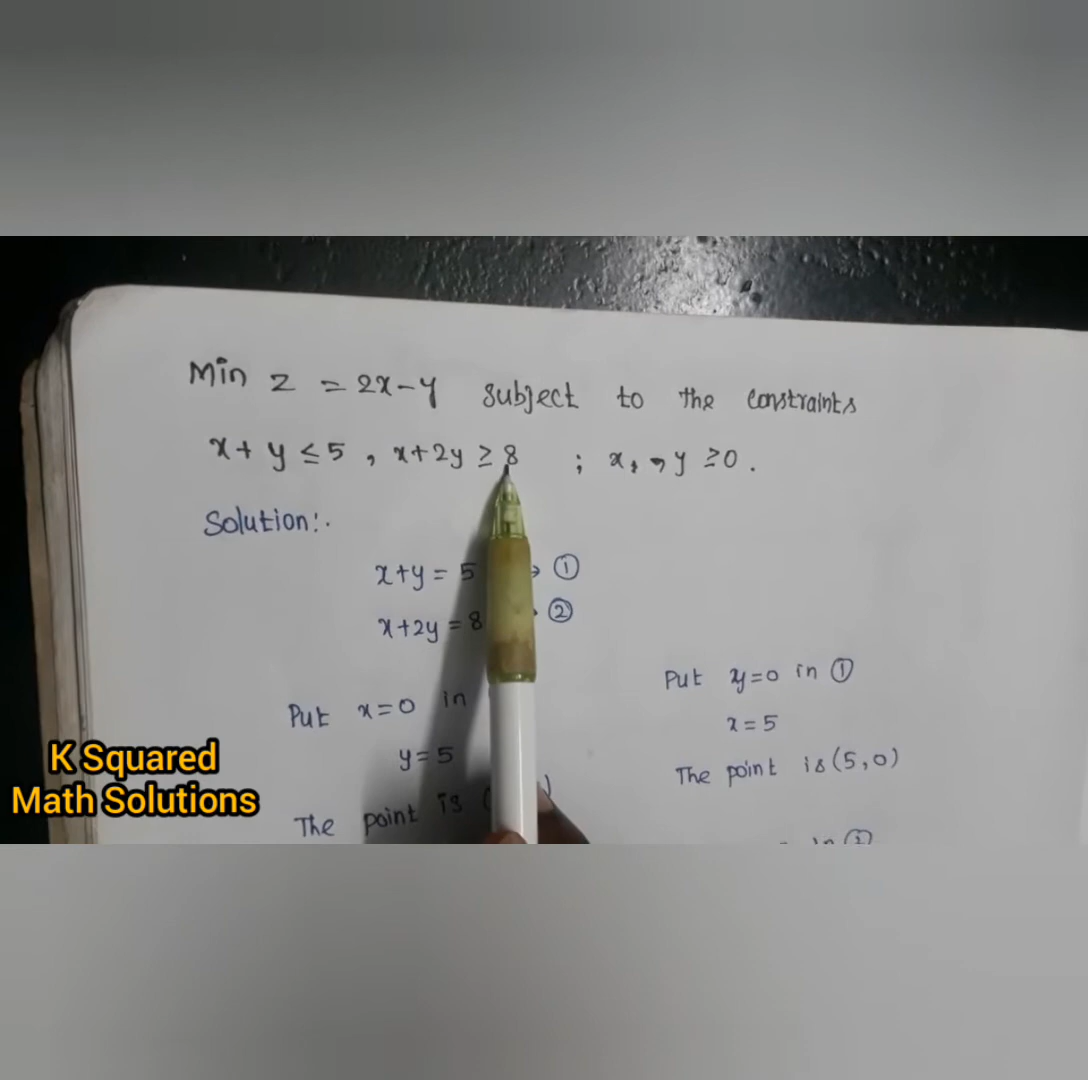 Min z = 2x-y subject to the constraints
x + y ≤ 5 , x + 2y ≥ 8 ; x, , y ≥ 0 .
Solution:.
x+y = 5 → ①
x+2y = 8 ②
Put x=0 in
y = 5
The point is (
)
Put y=0 in ①
x = 5
The point is (5,0)
in
K Squared
Math Solutions